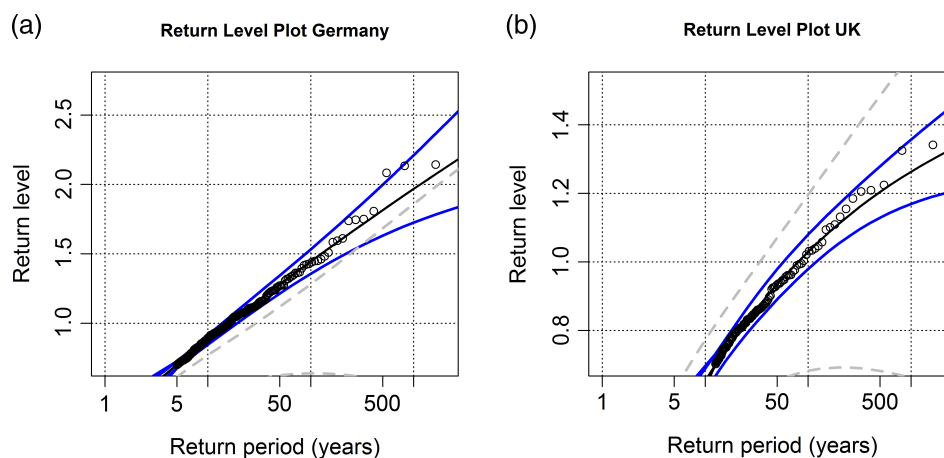 (a)
Return Level Plot Germany
Return level
2.5
2.0
1.5
1.0
1 5 50 500
Return period (years)
(b)
Return Level Plot UK
Return level
1.4
1.2
1.0
0.8
1 5 50 500
Return period (years)